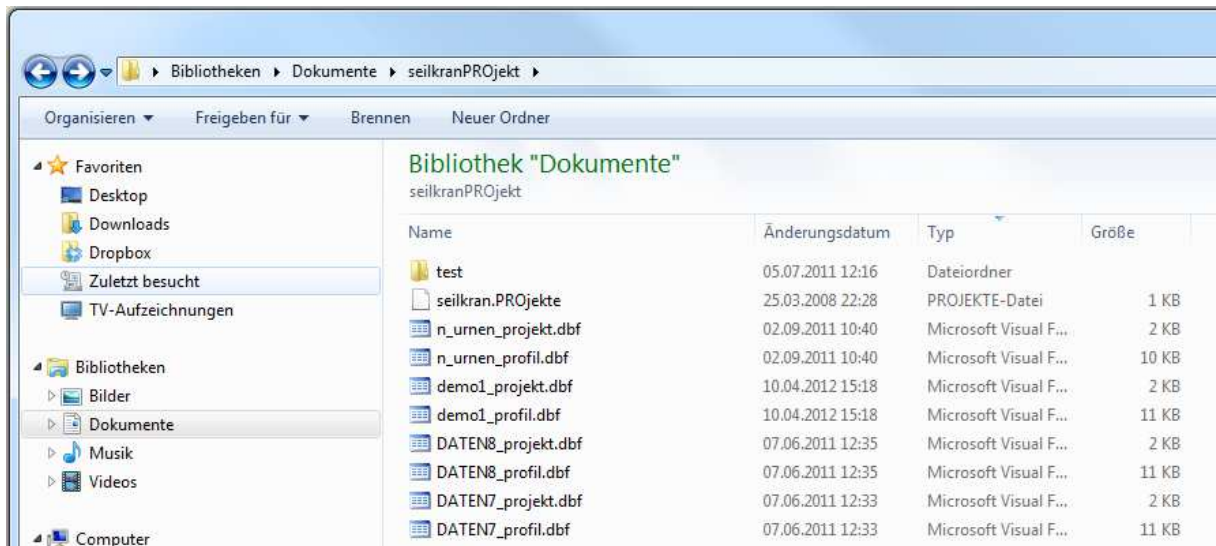 Bibliotheken Dokumente seilkranPROjekt
Organisieren Freigeben für Brennen Neuer Ordner
Favoriten
Desktop
Downloads
Dropbox
Zuletzt besucht
TV-Aufzeichnungen
Bibliotheken
Bilder
Dokumente
Musik
Videos
Computer
Bibliothek "Dokumente"
seilkranPROjekt
Name Änderungsdatum Typ Größe
test 05.07.2011 12:16 Dateiordner
seilkran.PROjekte 25.03.2008 22:28 PROJEKTE-Datei 1 KB
n_urnen_projekt.dbf 02.09.2011 10:40 Microsoft Visual F... 2 KB
n_urnen_profil.dbf 02.09.2011 10:40 Microsoft Visual F... 10 KB
demo1_projekt.dbf 10.04.2012 15:18 Microsoft Visual F... 2 KB
demo1_profil.dbf 10.04.2012 15:18 Microsoft Visual F... 11 KB
DATEN8_projekt.dbf 07.06.2011 12:35 Microsoft Visual F... 2 KB
DATEN8_profil.dbf 07.06.2011 12:35 Microsoft Visual F... 11 KB
DATEN7_projekt.dbf 07.06.2011 12:33 Microsoft Visual F... 2 KB
DATEN7_profil.dbf 07.06.2011 12:33 Microsoft Visual F... 11 KB